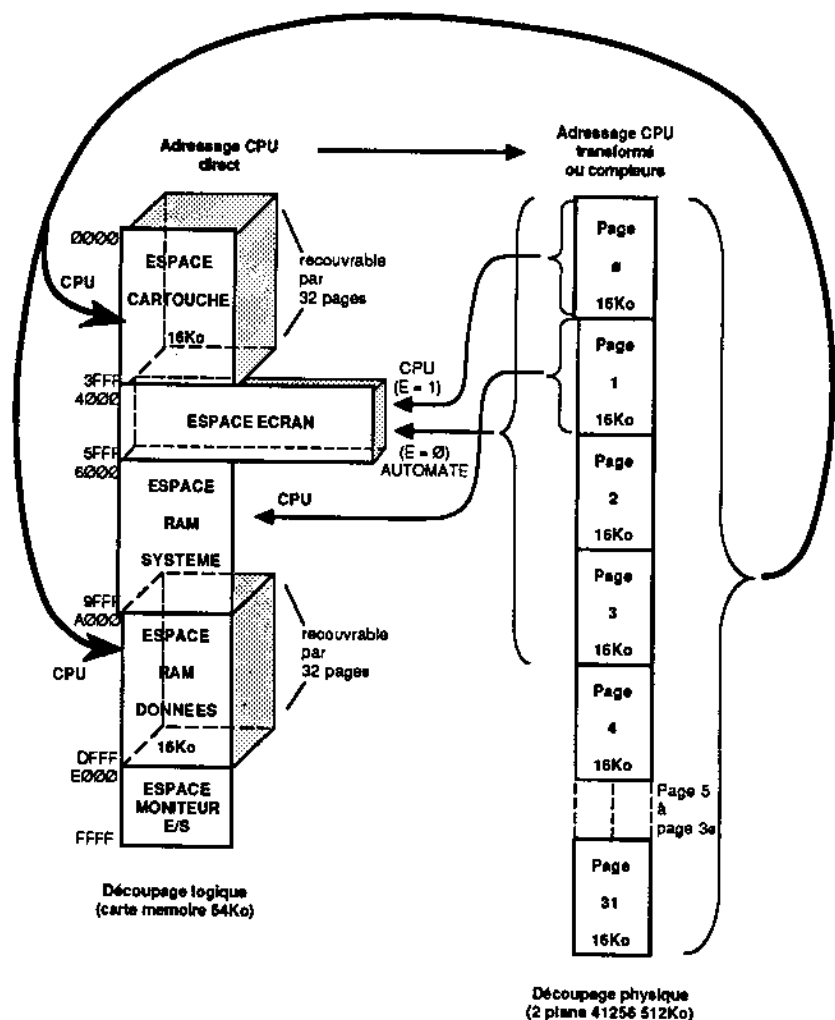 Adressage CPU
direct
Adressage CPU
transformé
ou compteurs
0000
ESPACE
CARTOUCHE
16Ko
CPU
recouvrable
par
32 pages
3FFF
4000
ESPACE ECRAN
CPU
(E = 1)
(E = Ø)
AUTOMATE
5FFF
6000
ESPACE
RAM
SYSTEME
CPU
9FFF
A000
ESPACE
RAM
DONNEES
16Ko
CPU
recouvrable
par
32 pages
DFFF
E000
ESPACE
MONITEUR
E/S
FFFF
Découpage logique
(carte memoire 64Ko)
Page
ø
16Ko
Page
1
16Ko
Page
2
16Ko
Page
3
16Ko
Page
4
16Ko
Page 5
à
page 3ø
Page
31
16Ko
Découpage physique
(2 plans 41256 512Ko)